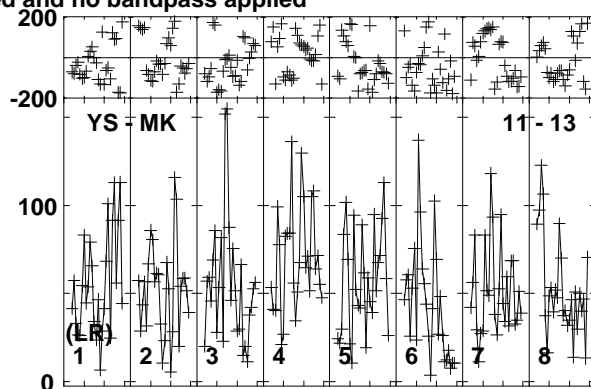 ed and no bandpass applied
200
-200
YS - MK 11 - 13
100
(LR)
1 2 3 4 5 6 7 8
0